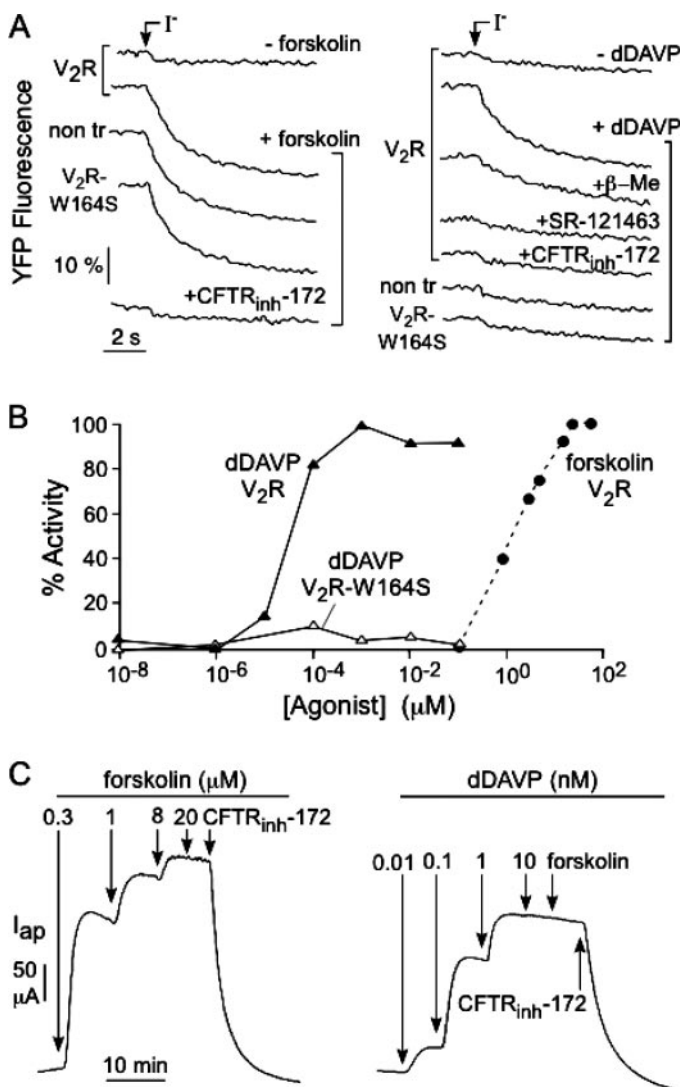 A
I-
- forskolin
V2R
non tr
+ forskolin
V2R-
W164S
10 %
+CFTRinh-172
2 s
YFP Fluorescence
I-
- dDAVP
V2R
+ dDAVP
+β-Me
+SR-121463
+CFTRinh-172
non tr
V2R-
W164S
B
% Activity
100
80
60
40
20
0
dDAVP
V2R
dDAVP
V2R-W164S
forskolin
V2R
10-8 10-6 10-4 10-2 100 102
[Agonist] (μM)
C
forskolin (μM)
0.3 1 8 20 CFTRinh-172
Iap
50
μA
10 min
dDAVP (nM)
0.01 0.1 1 10 forskolin
CFTRinh-172